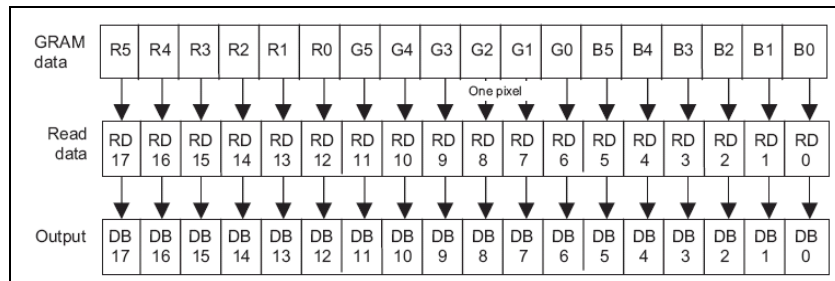 GRAM data R5 R4 R3 R2 R1 R0 G5 G4 G3 G2 G1 G0 B5 B4 B3 B2 B1 B0
One pixel
Read data RD 17 RD 16 RD 15 RD 14 RD 13 RD 12 RD 11 RD 10 RD 9 RD 8 RD 7 RD 6 RD 5 RD 4 RD 3 RD 2 RD 1 RD 0
Output DB 17 DB 16 DB 15 DB 14 DB 13 DB 12 DB 11 DB 10 DB 9 DB 8 DB 7 DB 6 DB 5 DB 4 DB 3 DB 2 DB 1 DB 0